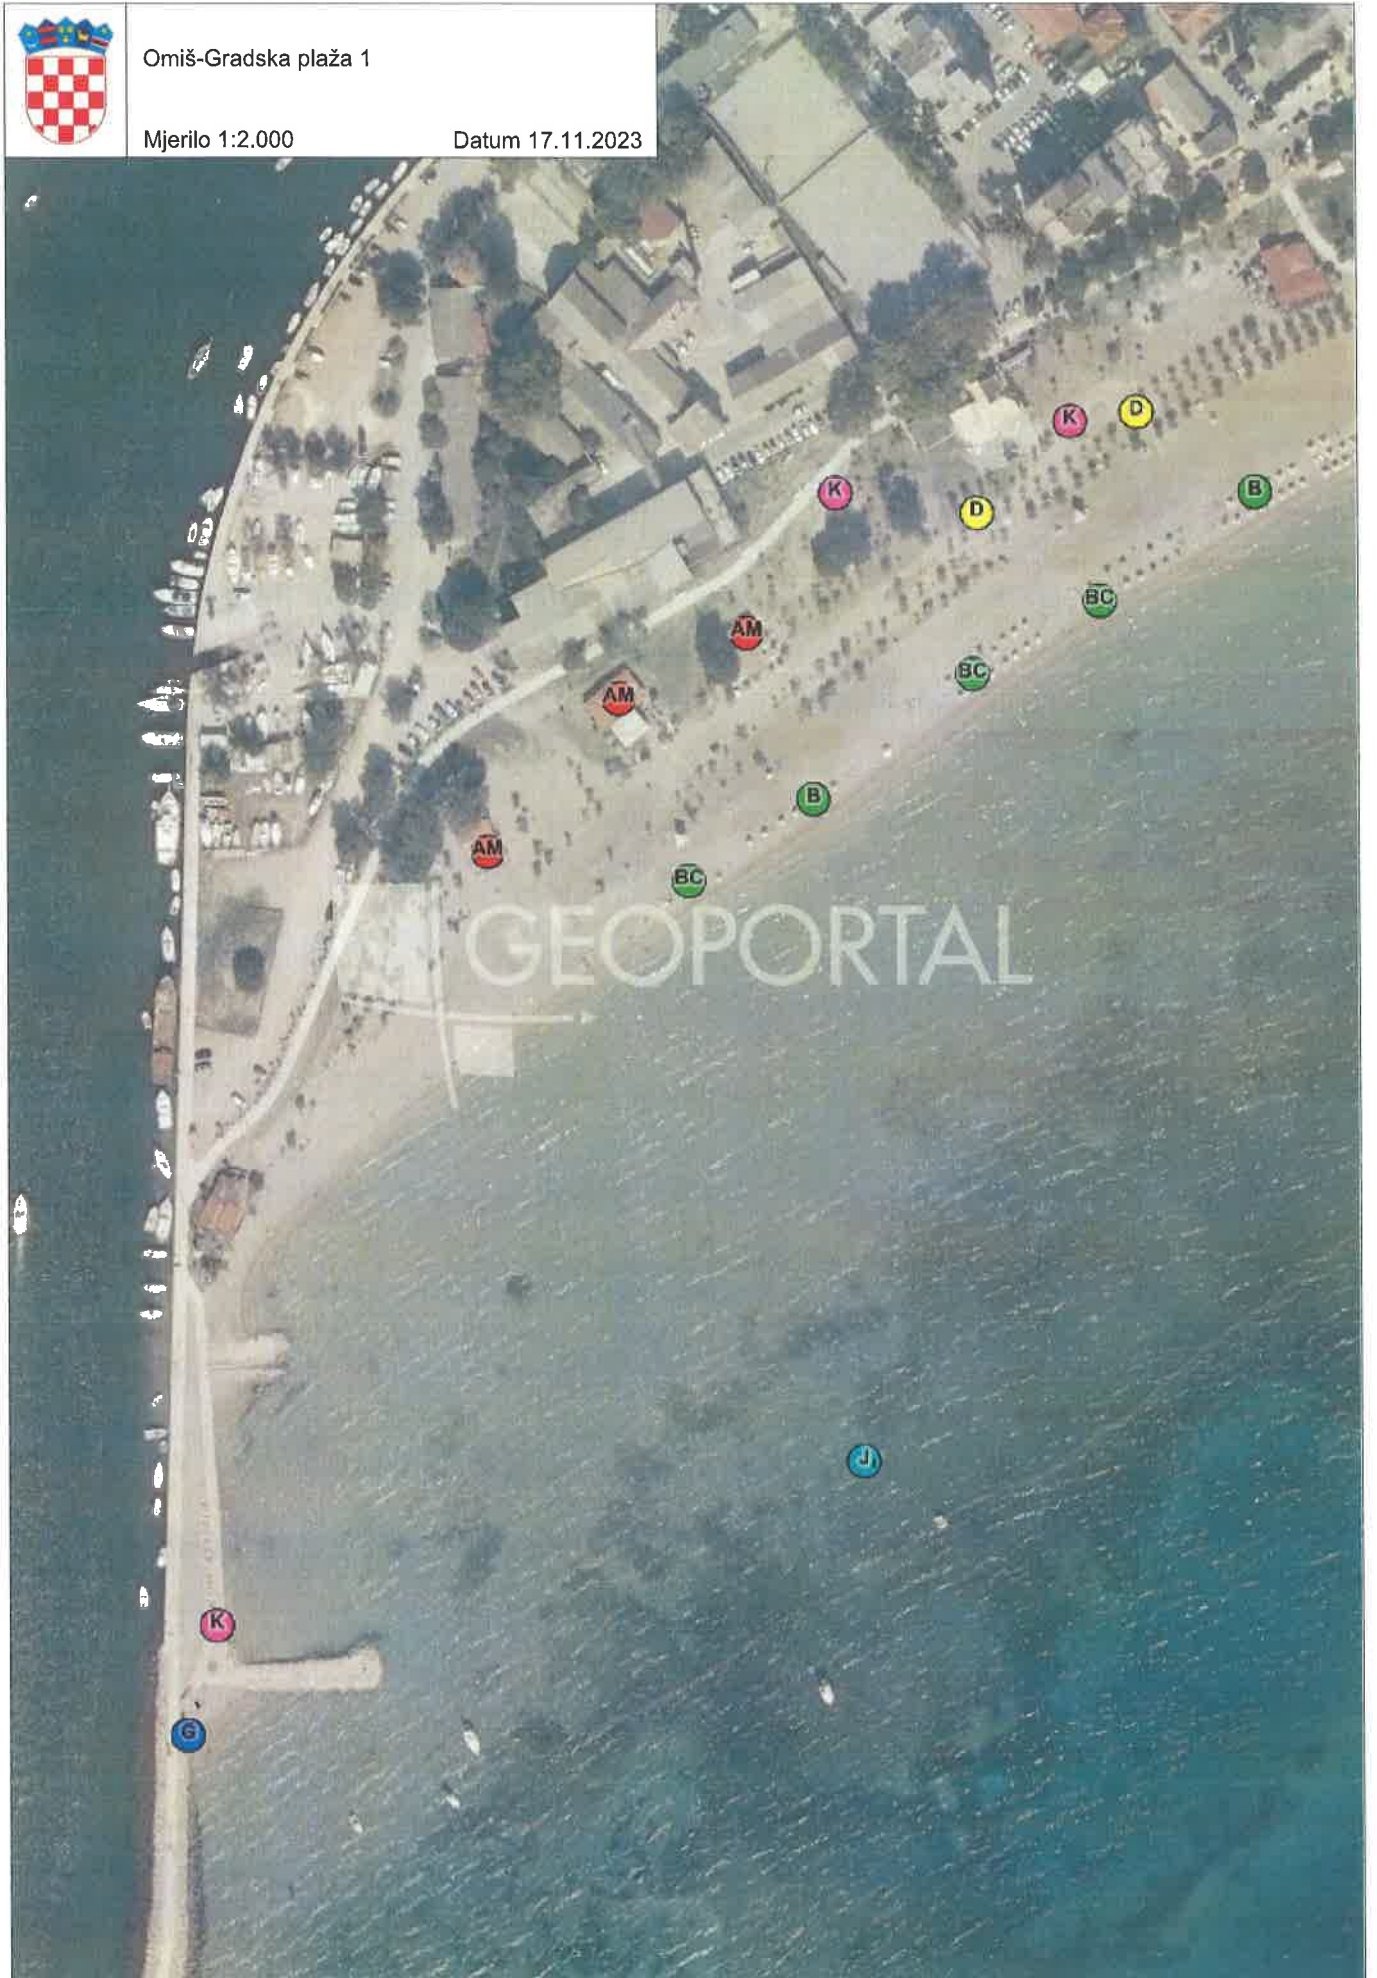 Omiš-Gradska plaža 1
Mjerilo 1:2.000 Datum 17.11.2023
K D
K D B
BC
AM
BC
AM
B
AM
BC
GEOPORTAL
J
K
G